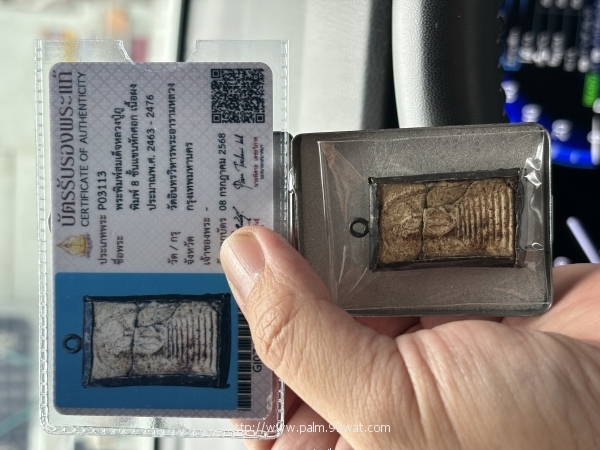 บัตรรับรองพระแท้
CERTIFICATE OF AUTHENTICITY
ประเภทพระ P03113
ชื่อพระ พระพิมพ์สมเด็จหลวงปู่ภู
พิมพ์ 8 ชั้นแขนหักศอก เนื้อผง
ประมาณพ.ศ. 2463 - 2476
วัด / กรุ วัดอินทรวิหารพระอารามหลวง
จังหวัด กรุงเทพมหานคร
เจ้าของพระ -
08 กรกฎาคม 2568
http://www.palm.99wat.com